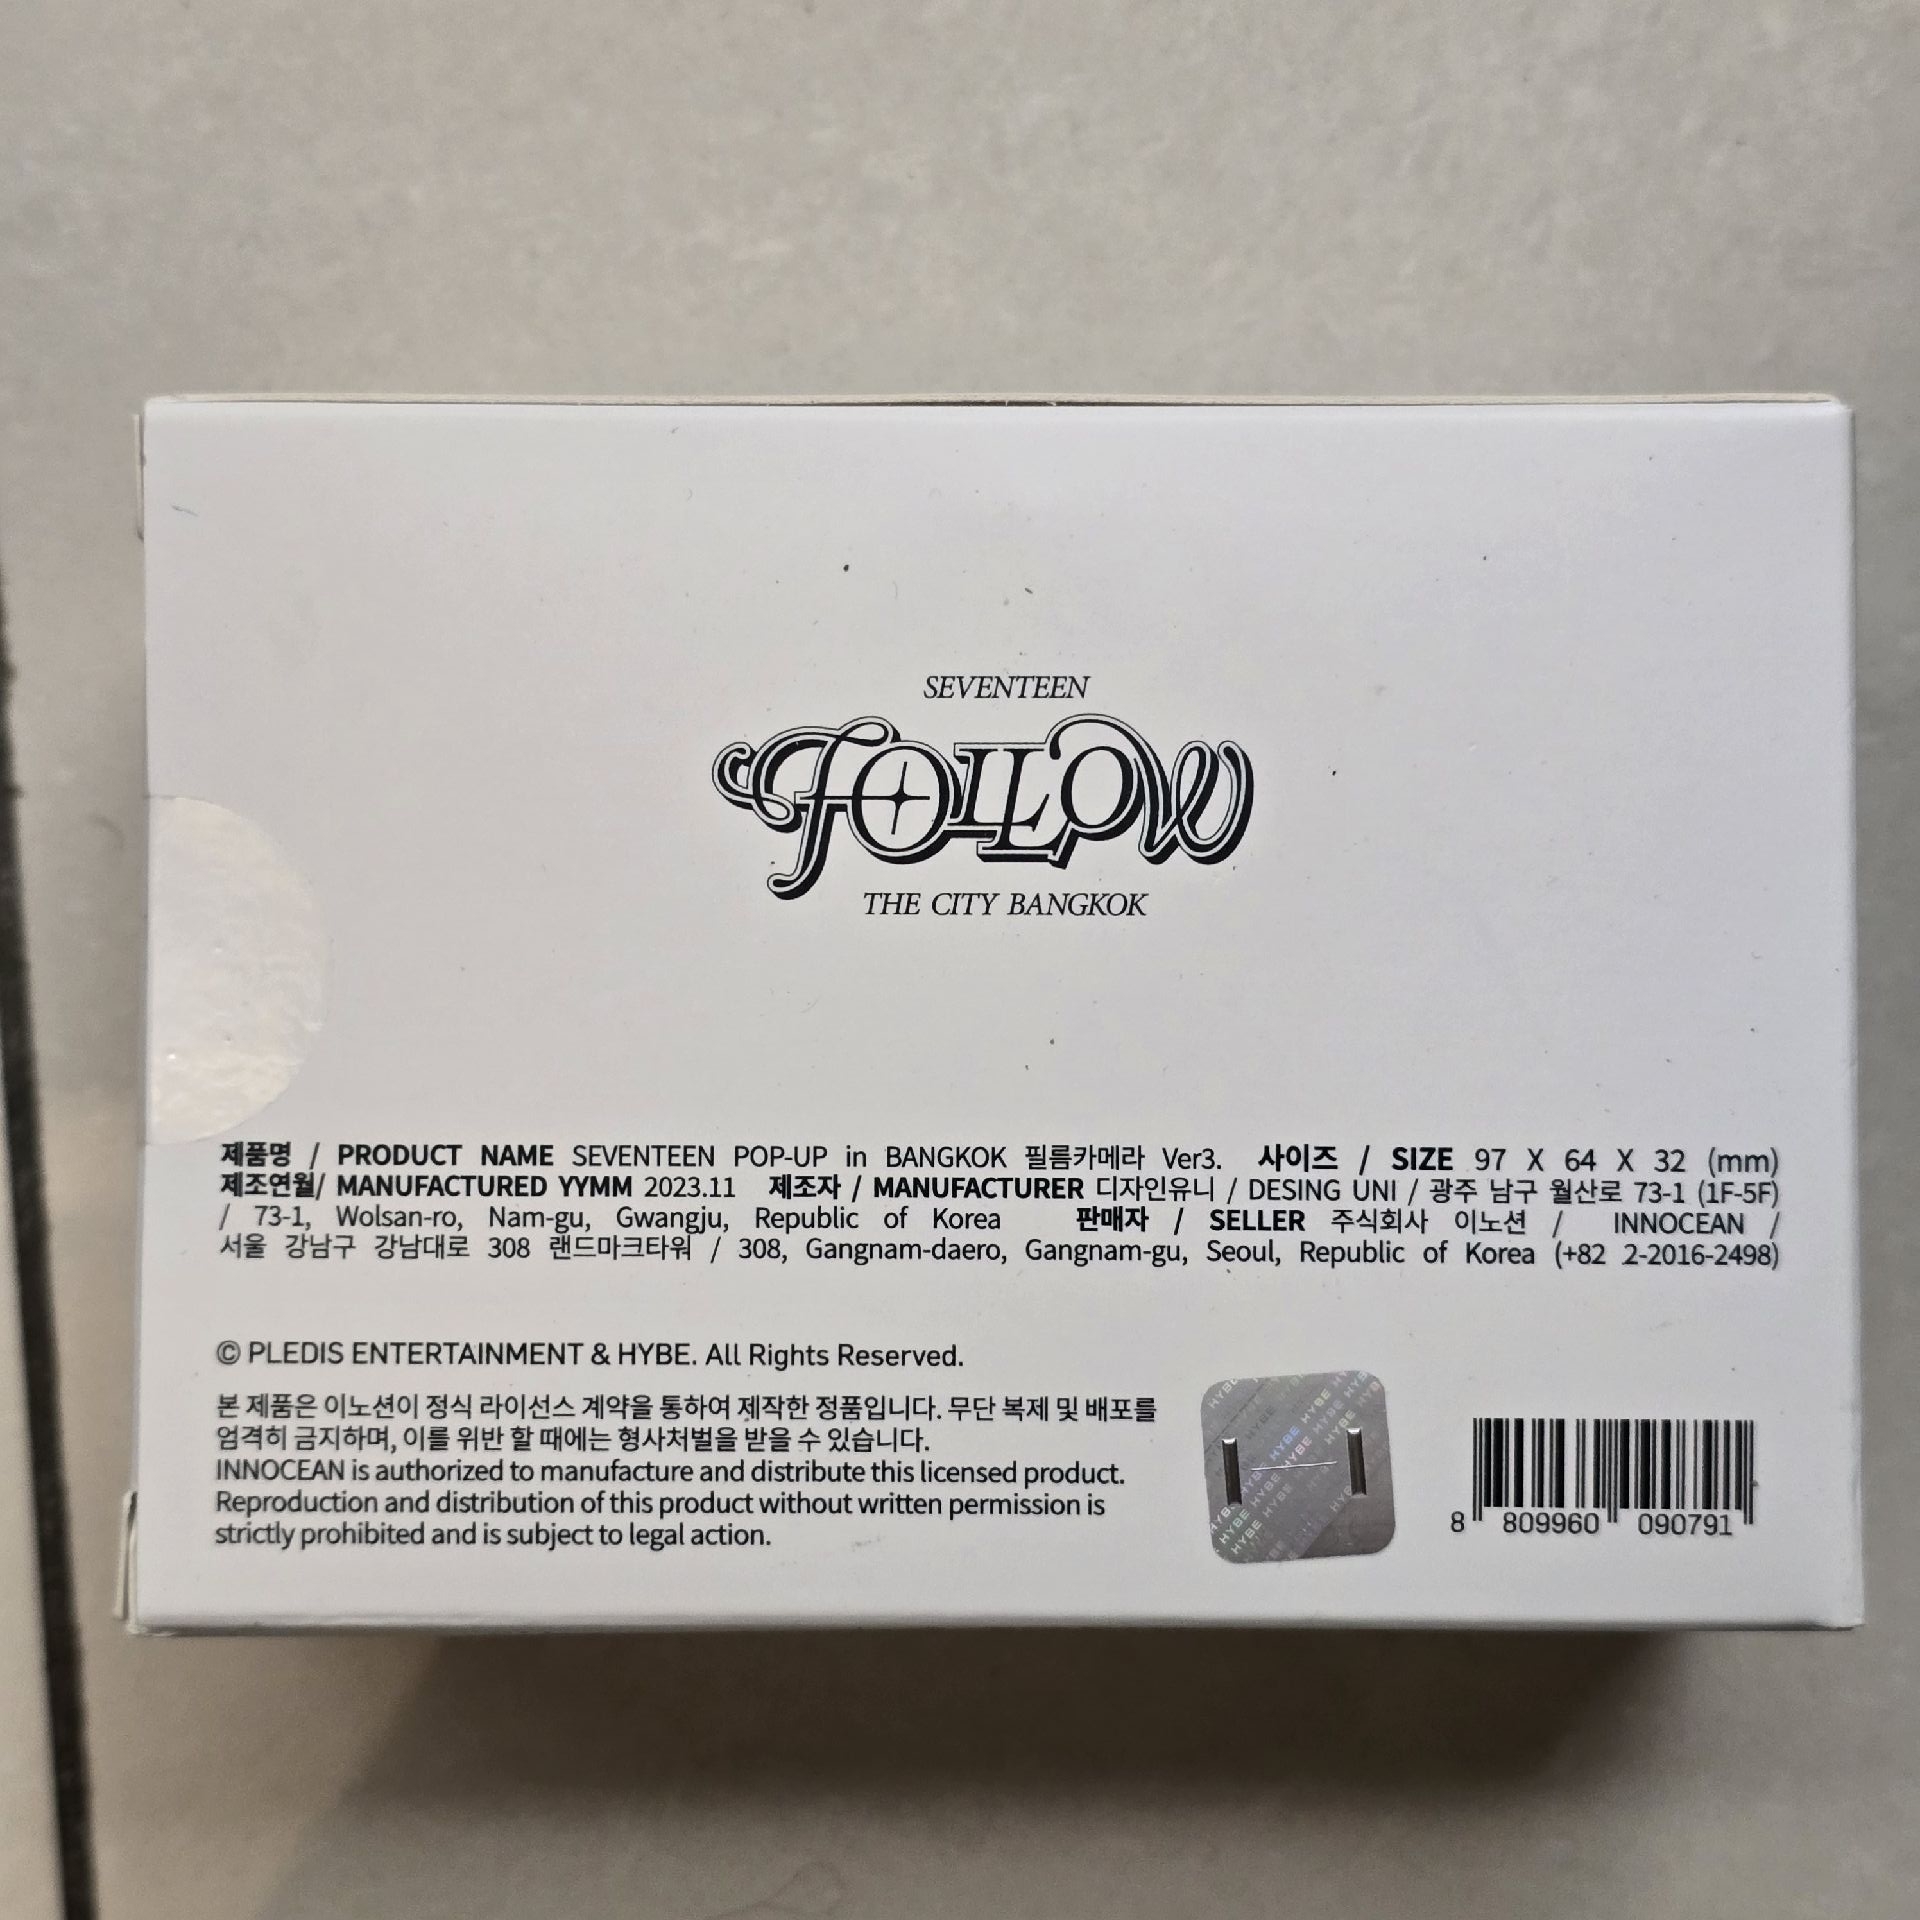 SEVENTEEN
FOLLOW
THE CITY BANGKOK
제품명 / PRODUCT NAME SEVENTEEN POP-UP in BANGKOK 필름카메라 Ver3. 사이즈 / SIZE 97 X 64 X 32 (mm)
제조연월/ MANUFACTURED YYMM 2023.11 제조자 / MANUFACTURER 디자인유니 / DESING UNI / 광주 남구 월산로 73-1 (1F-5F)
/ 73-1, Wolsan-ro, Nam-gu, Gwangju, Republic of Korea 판매자 / SELLER 주식회사 이노션 / INNOCEAN /
서울 강남구 강남대로 308 랜드마크타워 / 308, Gangnam-daero, Gangnam-gu, Seoul, Republic of Korea (+82 2-2016-2498)
© PLEDIS ENTERTAINMENT & HYBE. All Rights Reserved.
본 제품은 이노션이 정식 라이선스 계약을 통하여 제작한 정품입니다. 무단 복제 및 배포를
엄격히 금지하며, 이를 위반 할 때에는 형사처벌을 받을 수 있습니다.
INNOCEAN is authorized to manufacture and distribute this licensed product.
Reproduction and distribution of this product without written permission is
strictly prohibited and is subject to legal action.
HYBE HYBE HYBE
8 809960 090791